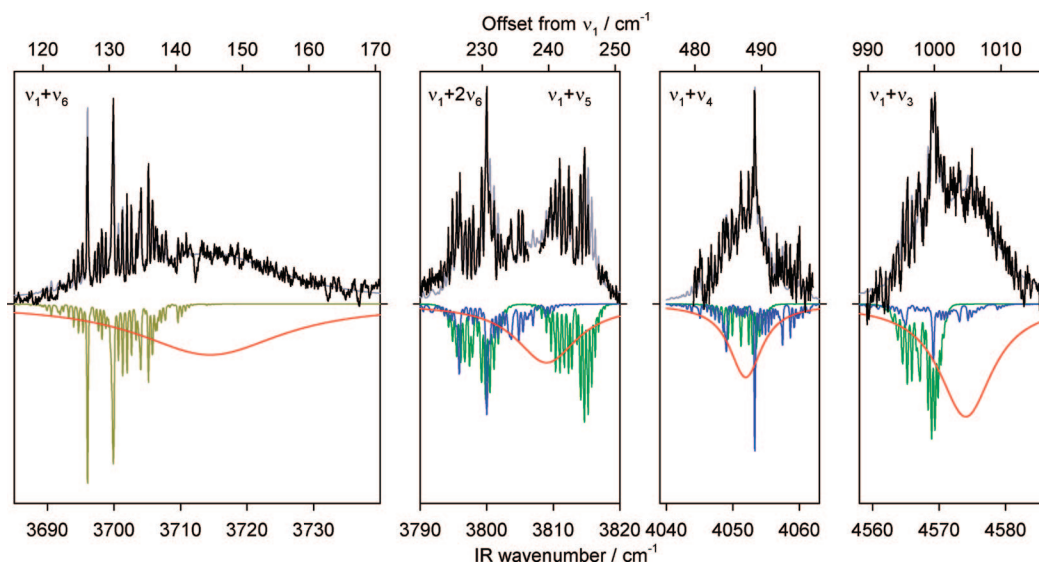 Offset from ν1 / cm-1
120 130 140 150 160 170 230 240 250 480 490 990 1000 1010
ν1+ν6 ν1+2ν6 ν1+ν5 ν1+ν4 ν1+ν3
3690 3700 3710 3720 3730 3790 3800 3810 3820 4040 4050 4060 4560 4570 4580
IR wavenumber / cm-1